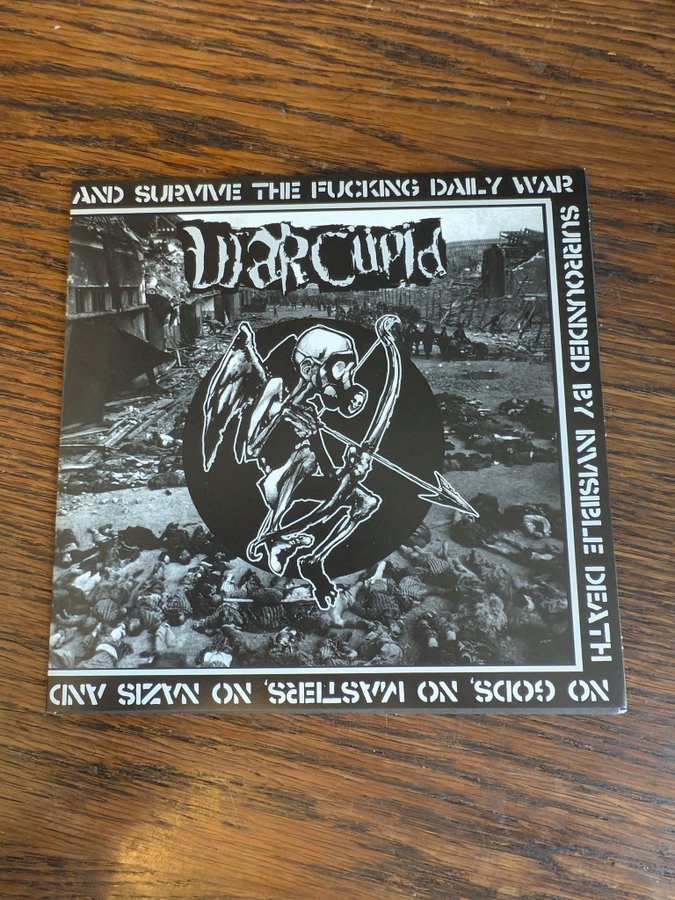 AND SURVIVE THE FUCKING DAILY WAR
SURROUNDED BY INVISIBLE DEATH
NO GODS, NO MASTERS, NO NAZIS AND
WARCUPID